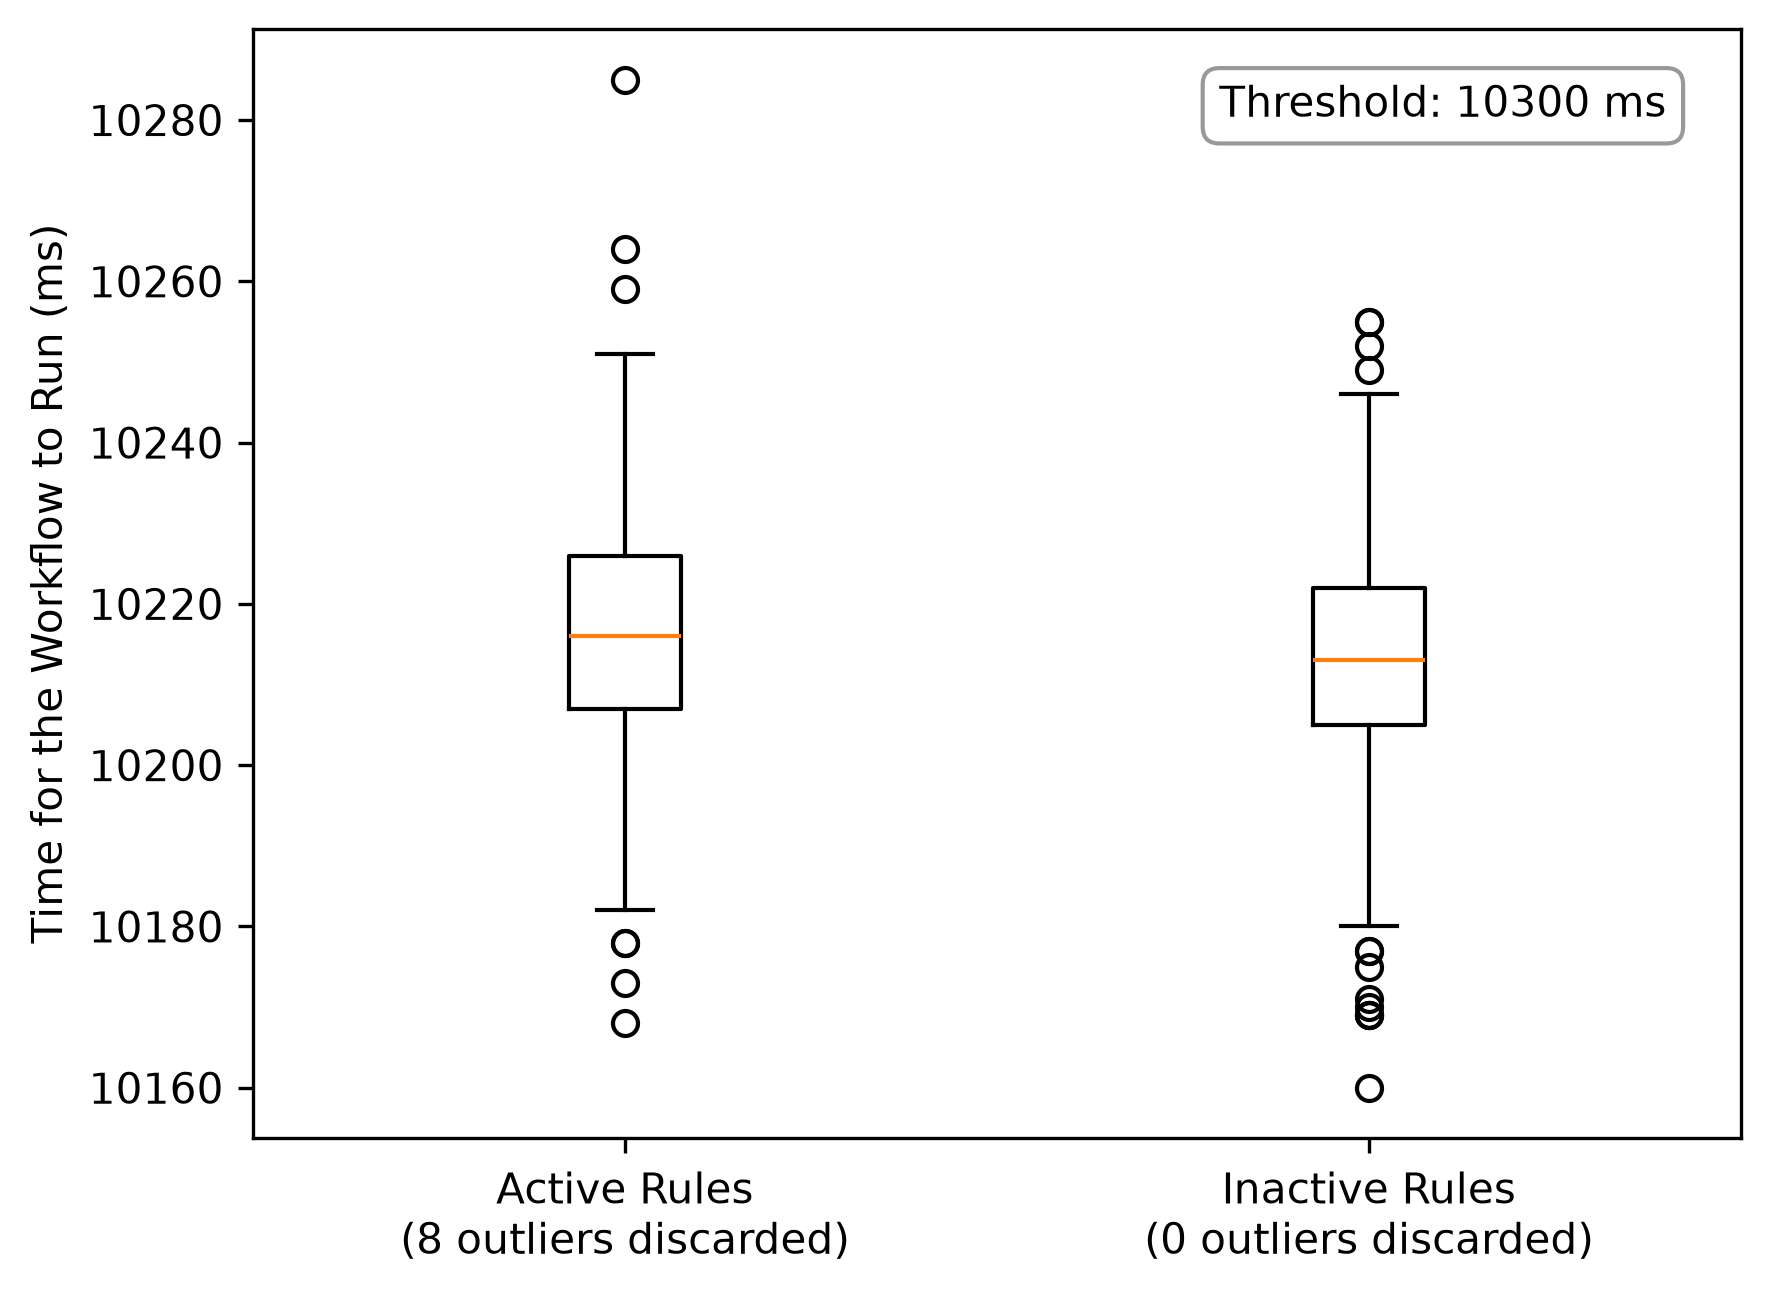 Threshold: 10300 ms
Time for the Workflow to Run (ms)
10280
10260
10240
10220
10200
10180
10160
Active Rules
(8 outliers discarded)
Inactive Rules
(0 outliers discarded)